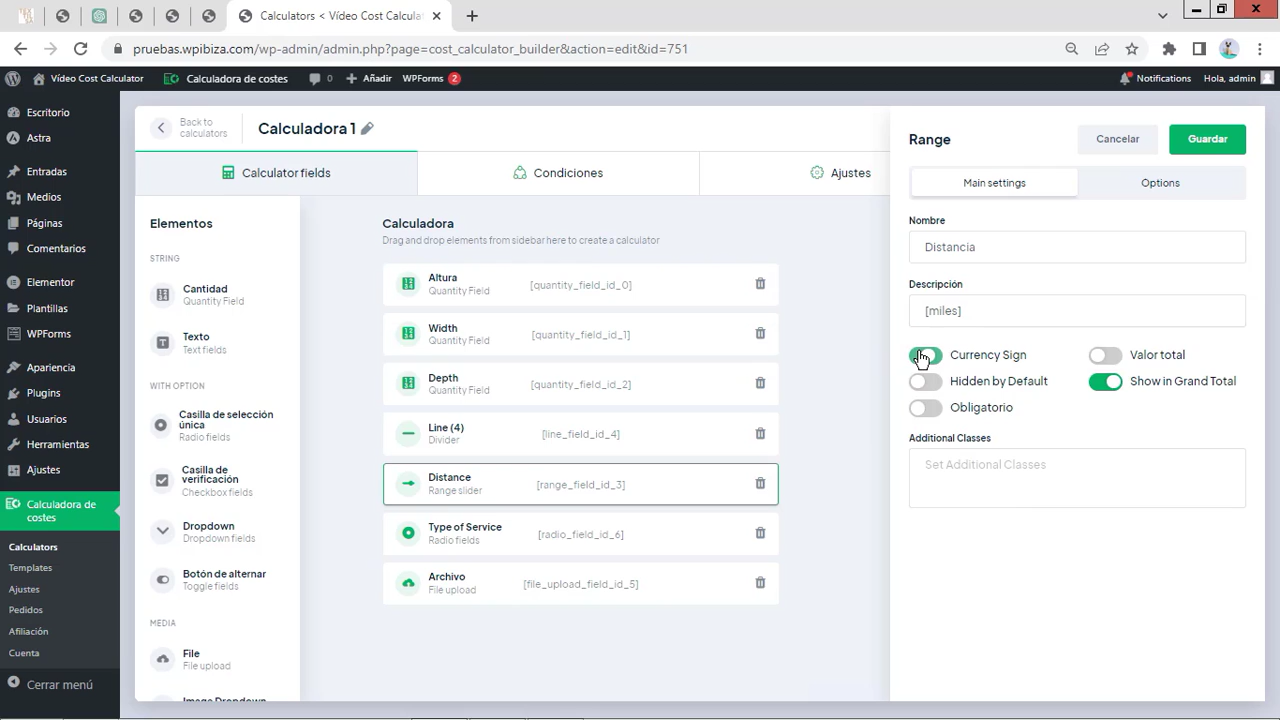 Calculators < Vídeo Cost Calcula
pruebas.wpibiza.com/wp-admin/admin.php?page=cost_calculator_builder&action=edit&id=751
Vídeo Cost Calculator
Calculadora de costes
0
Añadir
WPForms 2
Notifications
Hola, admin
Escritorio
Astra
Entradas
Medios
Páginas
Comentarios
Elementor
Plantillas
WPForms
Apariencia
Plugins
Usuarios
Herramientas
Ajustes
Calculadora de
costes
Calculators
Templates
Ajustes
Pedidos
Afiliación
Cuenta
Cerrar menú
Back to
calculators
Calculadora 1
Calculator fields
Condiciones
Ajustes
Elementos
STRING
Cantidad
Quantity Field
Texto
Text fields
WITH OPTION
Casilla de selección
única
Radio fields
Casilla de
verificación
Checkbox fields
Dropdown
Dropdown fields
Botón de alternar
Toggle fields
MEDIA
File
File upload
Image Dropdown
Calculadora
Drag and drop elements from sidebar here to create a calculator
Altura
Quantity Field
[quantity_field_id_0]
Width
Quantity Field
[quantity_field_id_1]
Depth
Quantity Field
[quantity_field_id_2]
Line (4)
Divider
[line_field_id_4]
Distance
Range slider
[range_field_id_3]
Type of Service
Radio fields
[radio_field_id_6]
Archivo
File upload
[file_upload_field_id_5]
Range
Cancelar
Guardar
Main settings
Options
Nombre
Distancia
Descripción
[miles]
Currency Sign
Valor total
Hidden by Default
Show in Grand Total
Obligatorio
Additional Classes
Set Additional Classes